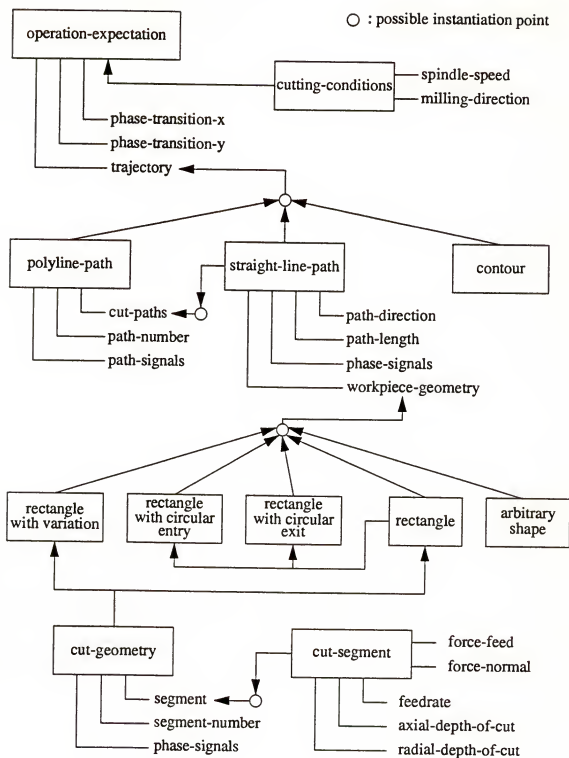 operation-expectation
: possible instantiation point
cutting-conditions
spindle-speed
milling-direction
phase-transition-x
phase-transition-y
trajectory
polyline-path
straight-line-path
contour
cut-paths
path-number
path-signals
path-direction
path-length
phase-signals
workpiece-geometry
rectangle
with variation
rectangle
with circular
entry
rectangle
with circular
exit
rectangle
arbitrary
shape
cut-geometry
cut-segment
force-feed
force-normal
segment
segment-number
phase-signals
feedrate
axial-depth-of-cut
radial-depth-of-cut